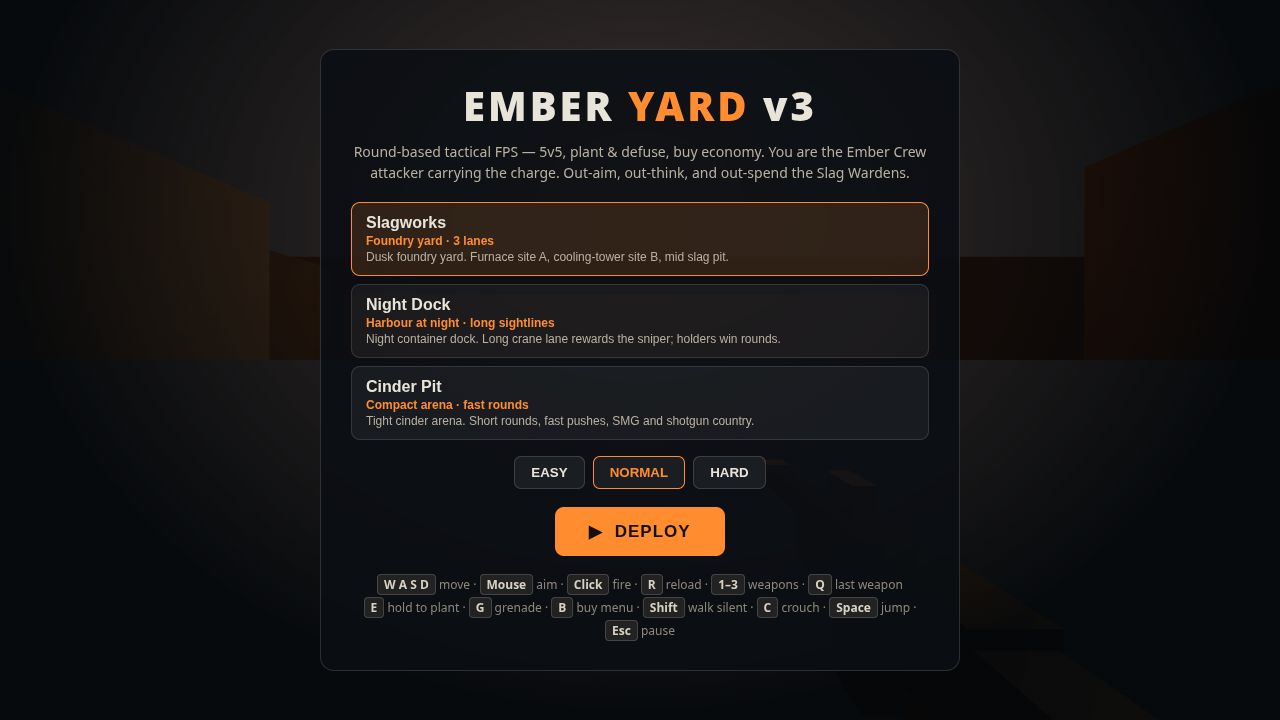 EMBER YARD v3
Round-based tactical FPS — 5v5, plant & defuse, buy economy. You are the Ember Crew
attacker carrying the charge. Out-aim, out-think, and out-spend the Slag Wardens.
Slagworks
Foundry yard · 3 lanes
Dusk foundry yard. Furnace site A, cooling-tower site B, mid slag pit.
Night Dock
Harbour at night · long sightlines
Night container dock. Long crane lane rewards the sniper; holders win rounds.
Cinder Pit
Compact arena · fast rounds
Tight cinder arena. Short rounds, fast pushes, SMG and shotgun country.
EASY NORMAL HARD
▶ DEPLOY
W A S D move · Mouse aim · Click fire · R reload · 1–3 weapons · Q last weapon
E hold to plant · G grenade · B buy menu · Shift walk silent · C crouch · Space jump ·
Esc pause